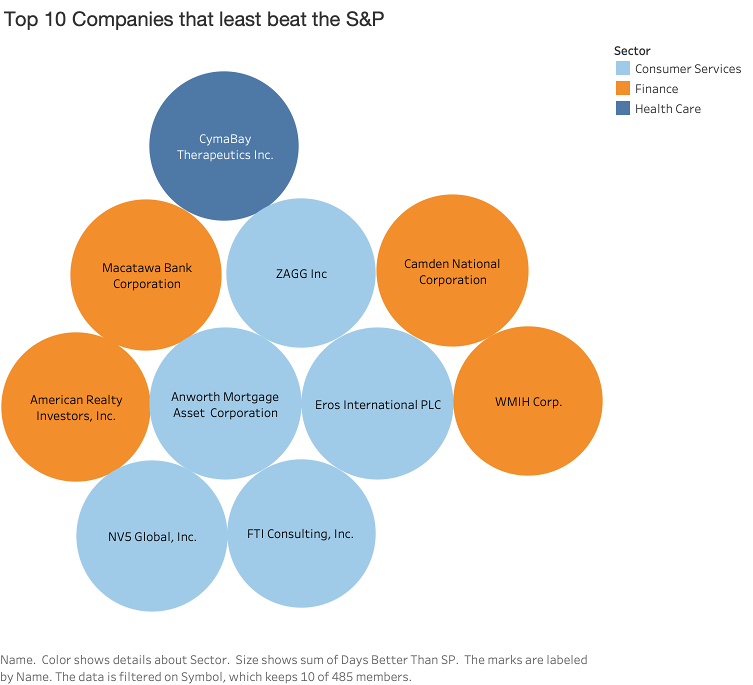 Top 10 Companies that least beat the S&P
Sector
Consumer Services
Finance
Health Care
CymaBay
Therapeutics Inc.
Macatawa Bank
Corporation
ZAGG Inc
Camden National
Corporation
American Realty
Investors, Inc.
Anworth Mortgage
Asset  Corporation
Eros International PLC
WMIH Corp.
NV5 Global, Inc.
FTI Consulting, Inc.
Name.  Color shows details about Sector.  Size shows sum of Days Better Than SP.  The marks are labeled
by Name. The data is filtered on Symbol, which keeps 10 of 485 members.